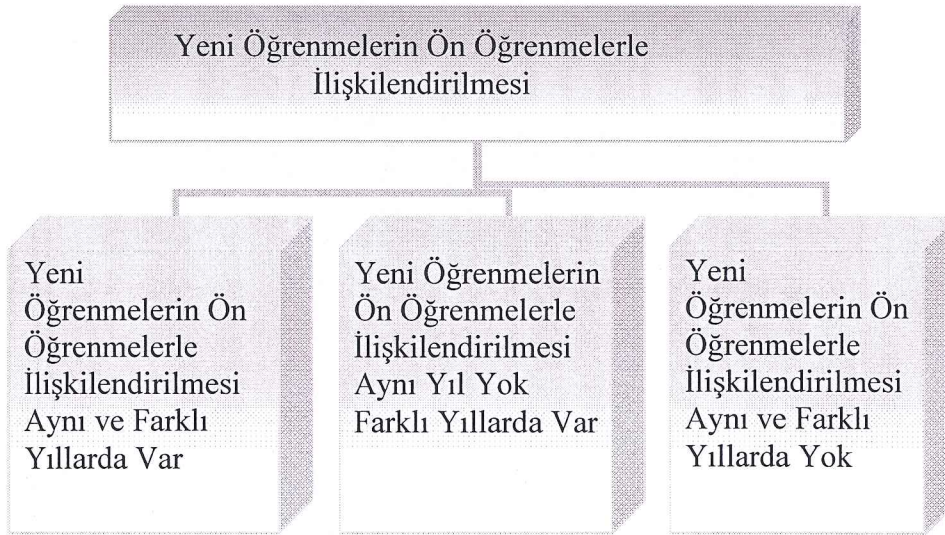 Yeni Öğrenmelerin Ön Öğrenmelerle
İlişkilendirilmesi
Yeni
Öğrenmelerin Ön
Öğrenmelerle
İlişkilendirilmesi
Aynı ve Farklı
Yıllarda Var
Yeni Öğrenmelerin
Ön Öğrenmelerle
İlişkilendirilmesi
Aynı Yıl Yok
Farklı Yıllarda Var
Yeni
Öğrenmelerin Ön
Öğrenmelerle
İlişkilendirilmesi
Aynı ve Farklı
Yıllarda Yok